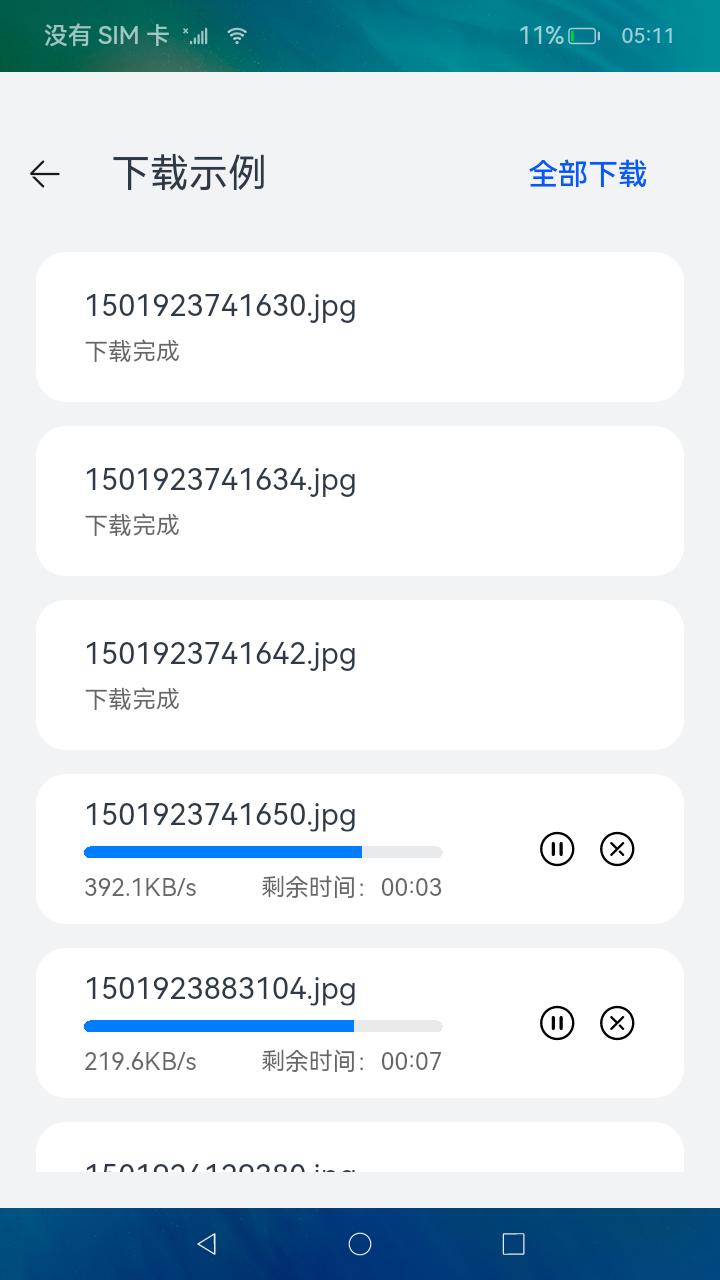 没有 SIM 卡
11%
05:11
下载示例
全部下载
1501923741630.jpg
下载完成
1501923741634.jpg
下载完成
1501923741642.jpg
下载完成
1501923741650.jpg
392.1KB/s 剩余时间：00:03
1501923883104.jpg
219.6KB/s 剩余时间：00:07